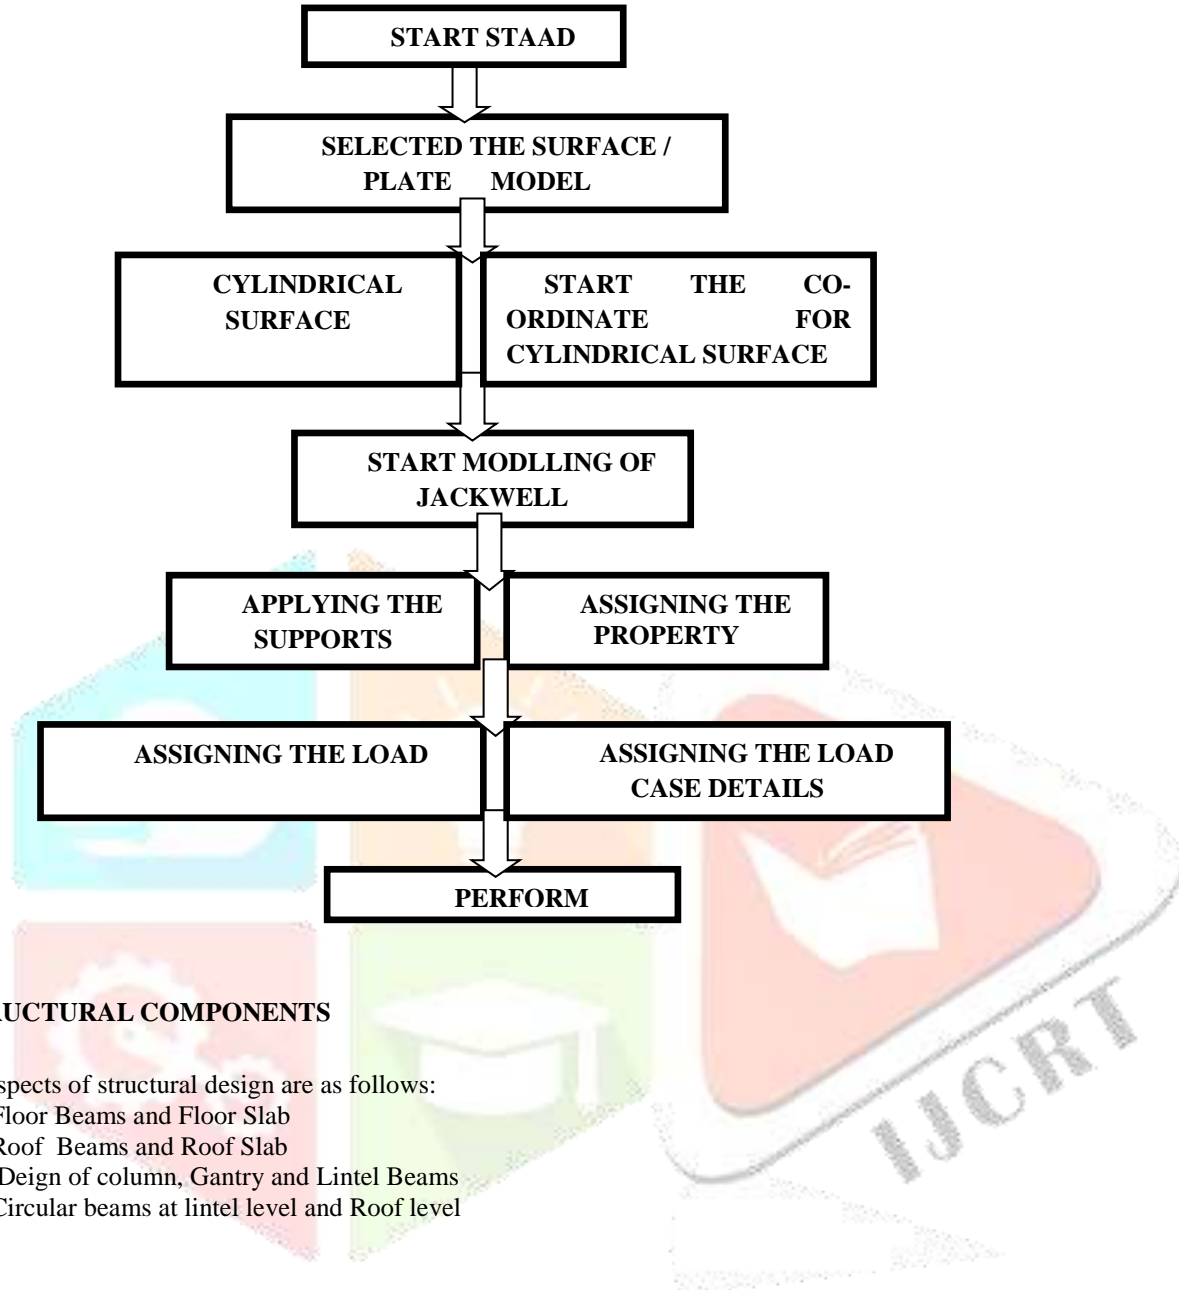 START STAAD
SELECTED THE SURFACE /
PLATE MODEL
CYLINDRICAL
SURFACE
START THE CO-
ORDINATE FOR
CYLINDRICAL SURFACE
START MODLLING OF
JACKWELL
APPLYING THE
SUPPORTS
ASSIGNING THE
PROPERTY
ASSIGNING THE LOAD
ASSIGNING THE LOAD
CASE DETAILS
PERFORM
RUCTURAL COMPONENTS
spects of structural design are as follows:
Floor Beams and Floor Slab
Roof Beams and Roof Slab
Deign of column, Gantry and Lintel Beams
Circular beams at lintel level and Roof level
IJCRT